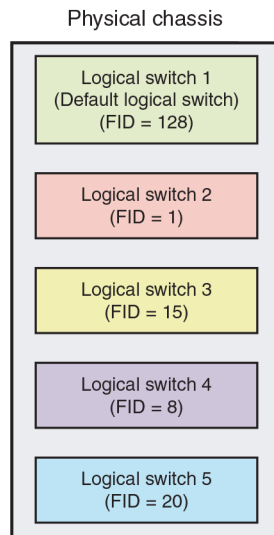 Physical chassis
Logical switch 1
(Default logical switch)
(FID = 128)
Logical switch 2
(FID = 1)
Logical switch 3
(FID = 15)
Logical switch 4
(FID = 8)
Logical switch 5
(FID = 20)